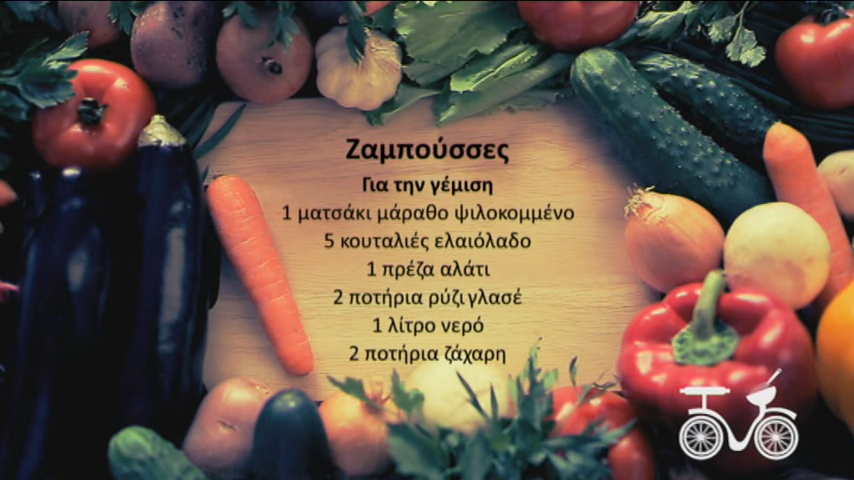 Ζαμπούσσες
Για την γέμιση
1 ματσάκι μάραθο ψιλοκομμένο
5 κουταλιές ελαιόλαδο
1 πρέζα αλάτι
2 ποτήρια ρύζι γλασέ
1 λίτρο νερό
2 ποτήρια ζάχαρη